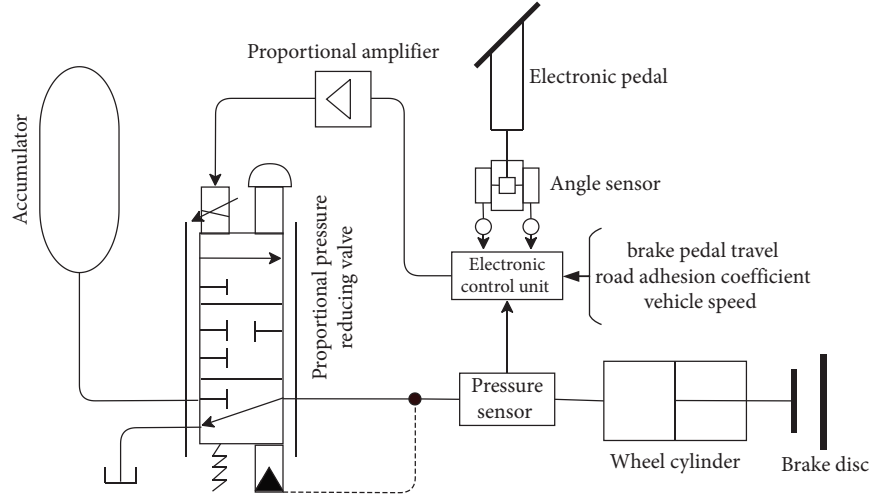 Proportional amplifier
Electronic pedal
Accumulator
Angle sensor
Proportional pressure
reducing valve
Electronic
control unit
brake pedal travel
road adhesion coefficient
vehicle speed
Pressure
sensor
Wheel cylinder
Brake disc